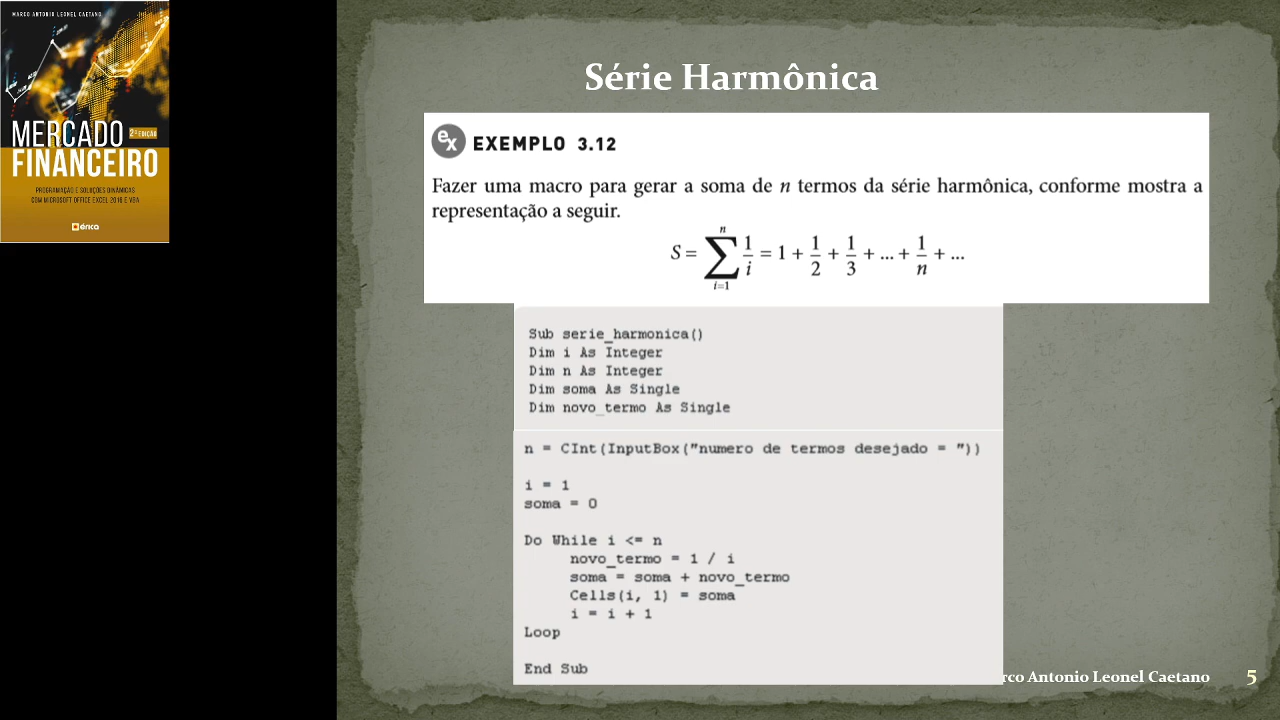 MARCO ANTONIO LEONEL CAETANO
MERCADO
2ª EDIÇÃO
FINANCEIRO
PROGRAMAÇÃO E SOLUÇÕES DINÂMICAS
COM MICROSOFT OFFICE EXCEL 2016 E VBA
érica
Série Harmônica
ex EXEMPLO 3.12
Fazer uma macro para gerar a soma de n termos da série harmônica, conforme mostra a
representação a seguir.
S = ∑_{i=1}^{n} 1/i = 1 + 1/2 + 1/3 + ... + 1/n + ...
Sub serie_harmonica()
Dim i As Integer
Dim n As Integer
Dim soma As Single
Dim novo_termo As Single
n = CInt(InputBox("numero de termos desejado = "))
i = 1
soma = 0
Do While i <= n
novo_termo = 1 / i
soma = soma + novo_termo
Cells(i, 1) = soma
i = i + 1
Loop
End Sub
rco Antonio Leonel Caetano
5